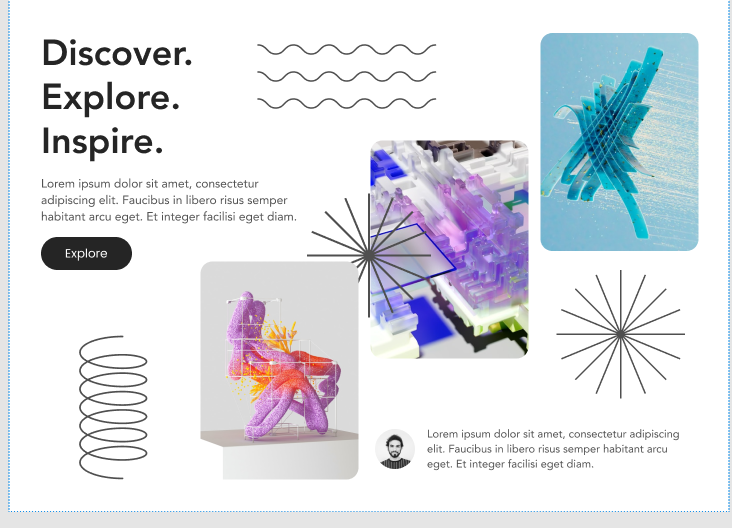 Discover.
Explore.
Inspire.
Lorem ipsum dolor sit amet, consectetur
adipiscing elit. Faucibus in libero risus semper
habitant arcu eget. Et integer facilisi eget diam.
Explore
Lorem ipsum dolor sit amet, consectetur adipiscing
elit. Faucibus in libero risus semper habitant arcu
eget. Et integer facilisi eget diam.